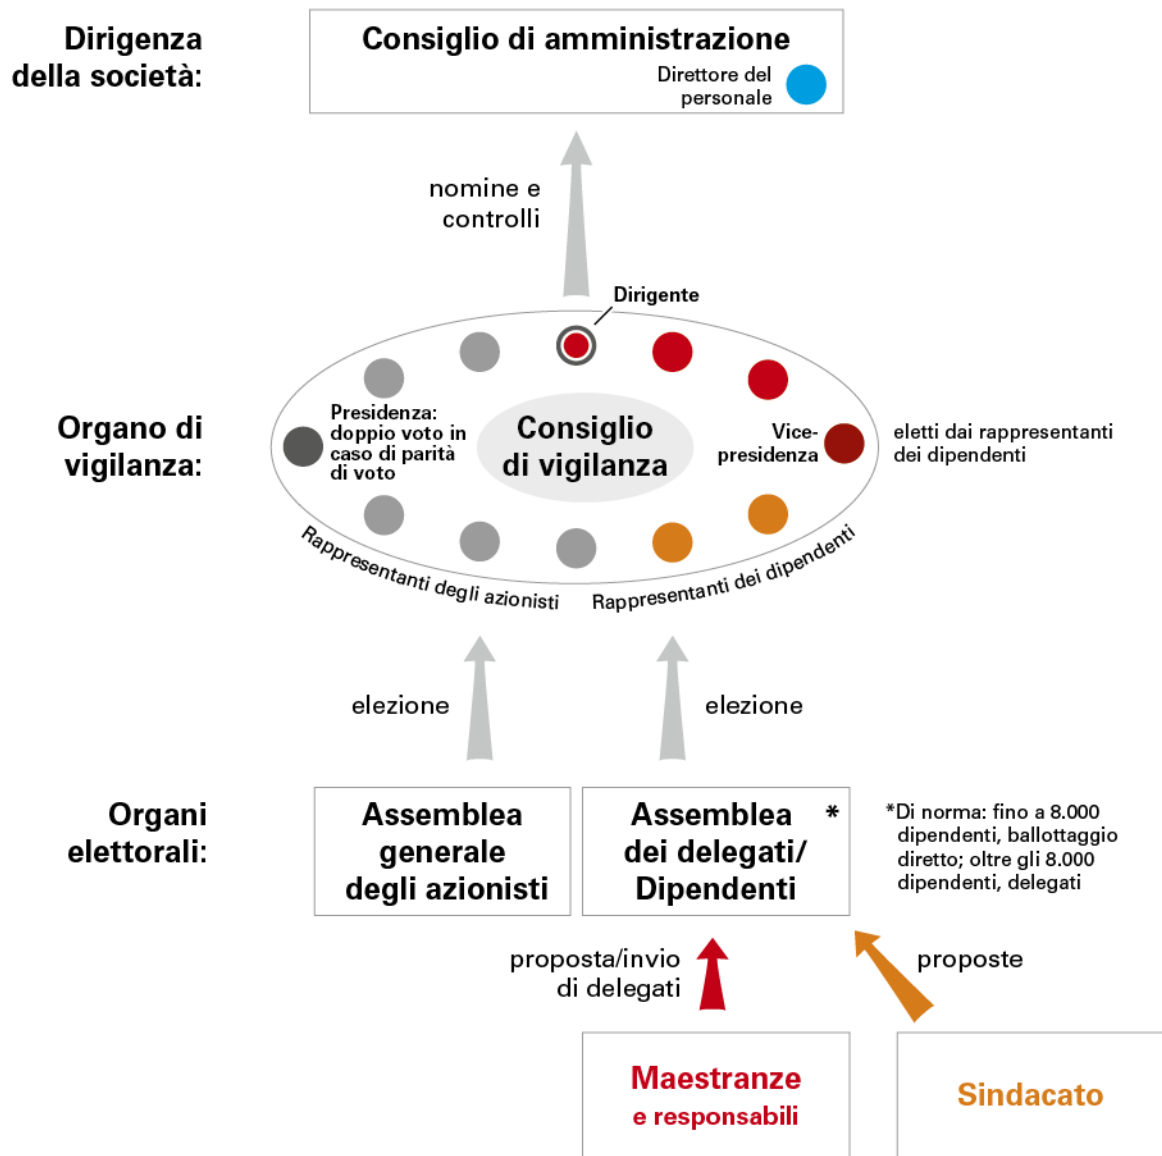 Dirigenza
della società:
Consiglio di amministrazione
Direttore del
personale
nomine e
controlli
Dirigente
Organo di
vigilanza:
Presidenza:
doppio voto in
caso di parità
di voto
Consiglio
di vigilanza
Vice-
presidenza
eletti dai rappresentanti
dei dipendenti
Rappresentanti degli azionisti
Rappresentanti dei dipendenti
elezione
elezione
Organi
elettorali:
Assemblea
generale
degli azionisti
Assemblea *
dei delegati/
Dipendenti
*Di norma: fino a 8.000
dipendenti, ballottaggio
diretto; oltre gli 8.000
dipendenti, delegati
proposta/invio
di delegati
proposte
Maestranze
e responsabili
Sindacato